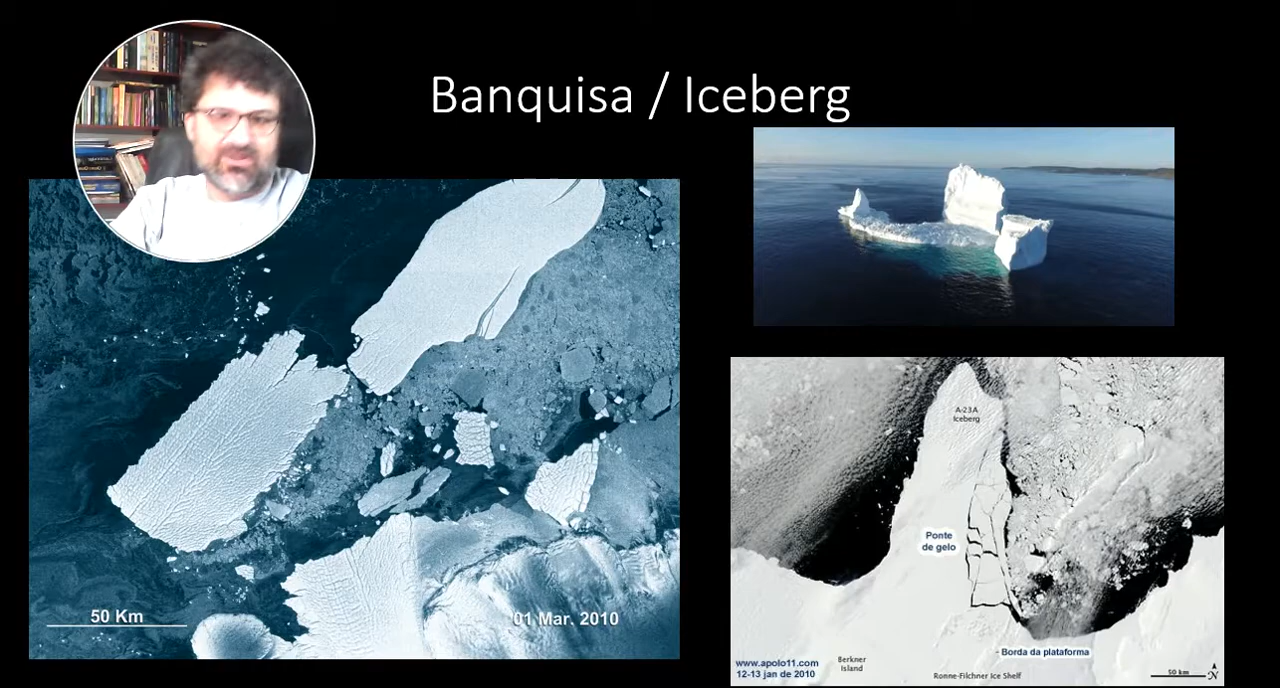 Banquisa / Iceberg
50 Km
01 Mar. 2010
A-23A
Iceberg
Ponte
de gelo
Borda da plataforma
www.apolo11.com
12-13 jan de 2010
Berkner
Island
Ronne-Filchner Ice Shelf
50 km
N